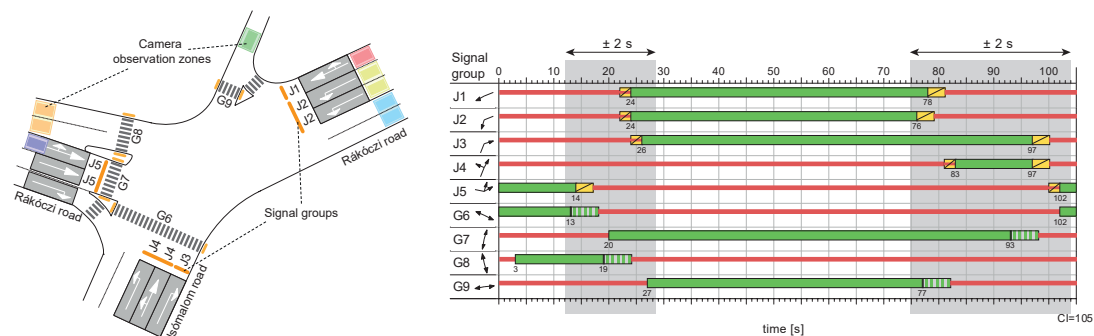 Camera
observation zones
G9
J1
J2
J2
Rákóczi road
G8
J5
J5
G7
Rákóczi road
G6
Signal groups
J4
J4
J3
lsómalom road
± 2 s
± 2 s
Signal
group
0 10 20 30 40 50 60 70 80 90 100
J1 24 78
J2 24 76
J3 26 97
J4 83 97
J5 14 102
G6 13 102
G7 20 93
G8 3 19
G9 27 77
time [s]
CI=105